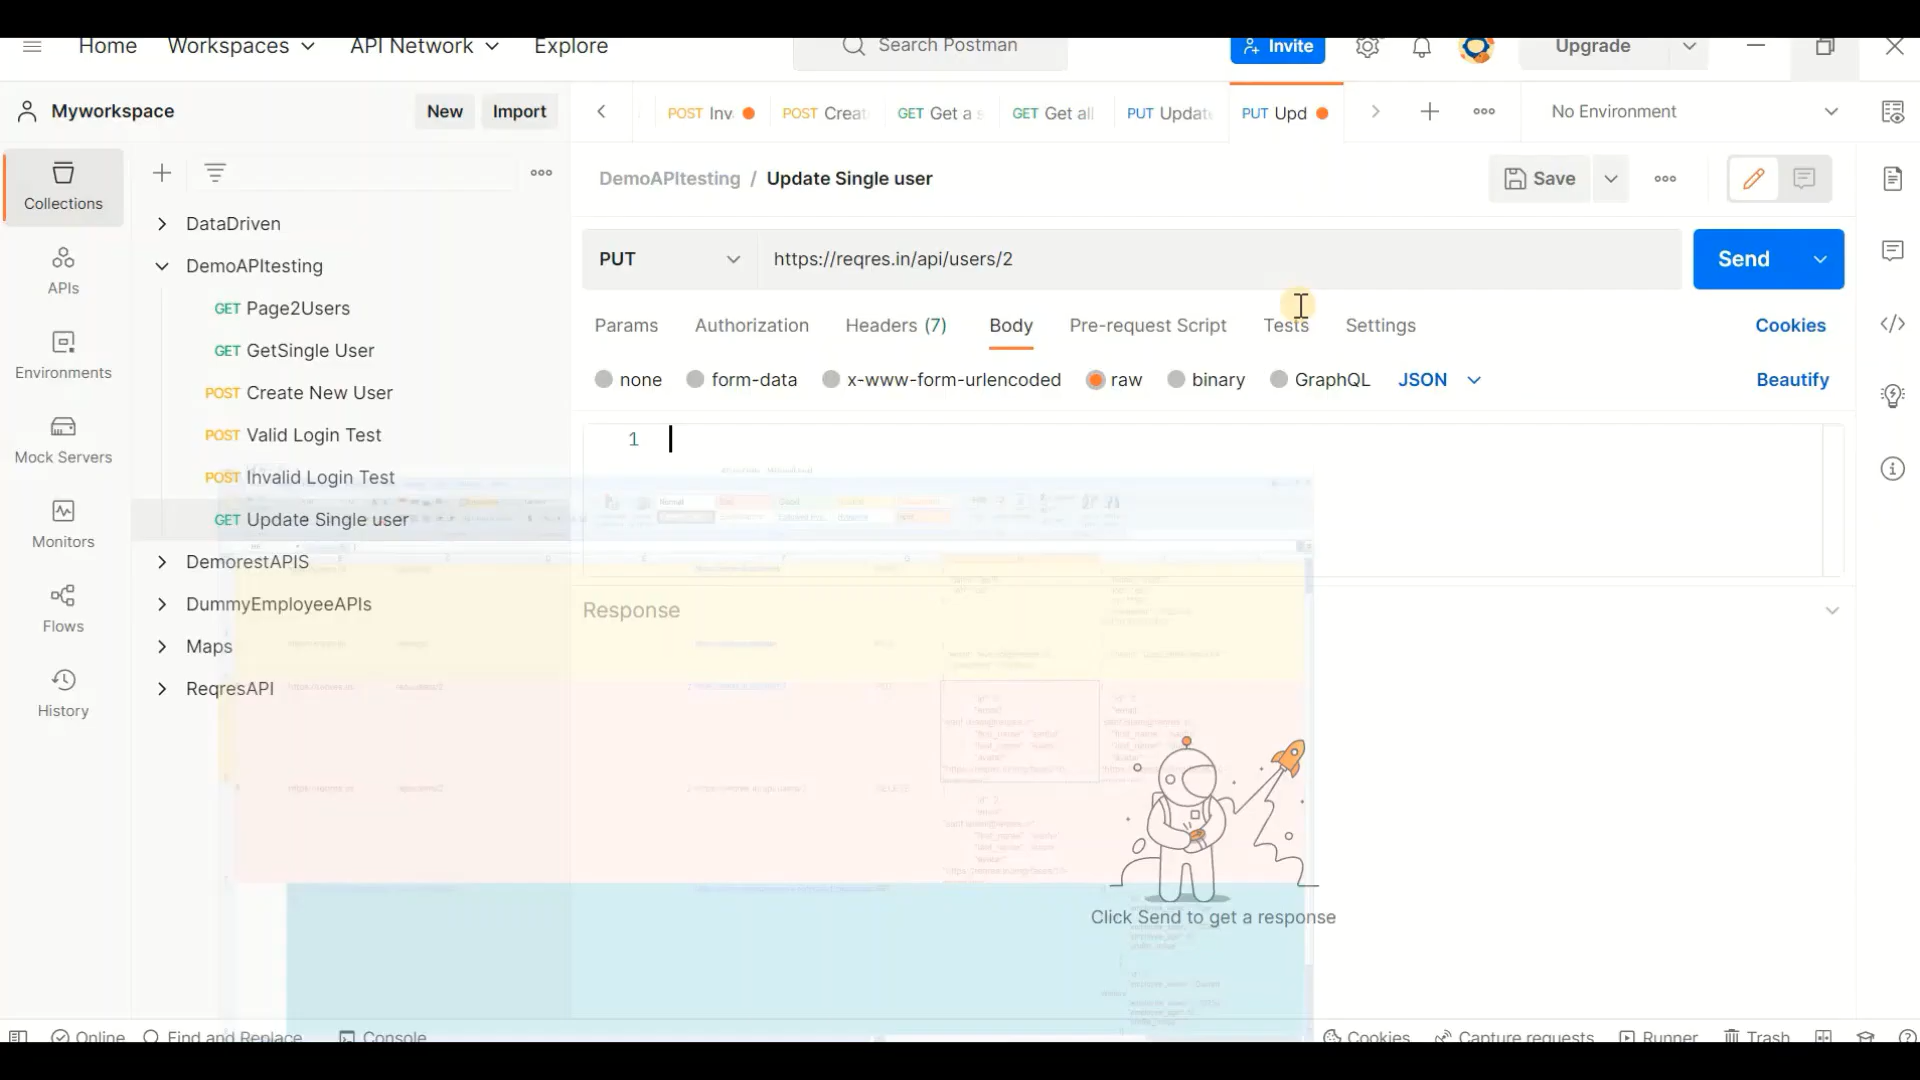 Home Workspaces API Network Explore Search Postman Invite Upgrade
Myworkspace New Import
POST Inv POST Creat GET Get a s GET Get all PUT Update PUT Upd No Environment
Collections
APIs
Environments
Mock Servers
Monitors
Flows
History
DataDriven
DemoAPItesting
GET Page2Users
GET GetSingle User
POST Create New User
POST Valid Login Test
POST Invalid Login Test
GET Update Single user
DemorestAPIS
DummyEmployeeAPIs
Maps
ReqresAPI
DemoAPItesting / Update Single user Save
PUT https://reqres.in/api/users/2 Send
Params Authorization Headers (7) Body Pre-request Script Tests Settings Cookies
none form-data x-www-form-urlencoded raw binary GraphQL JSON Beautify
1
Response
Click Send to get a response
Online Find and Replace Console Cookies Capture requests Runner Trash